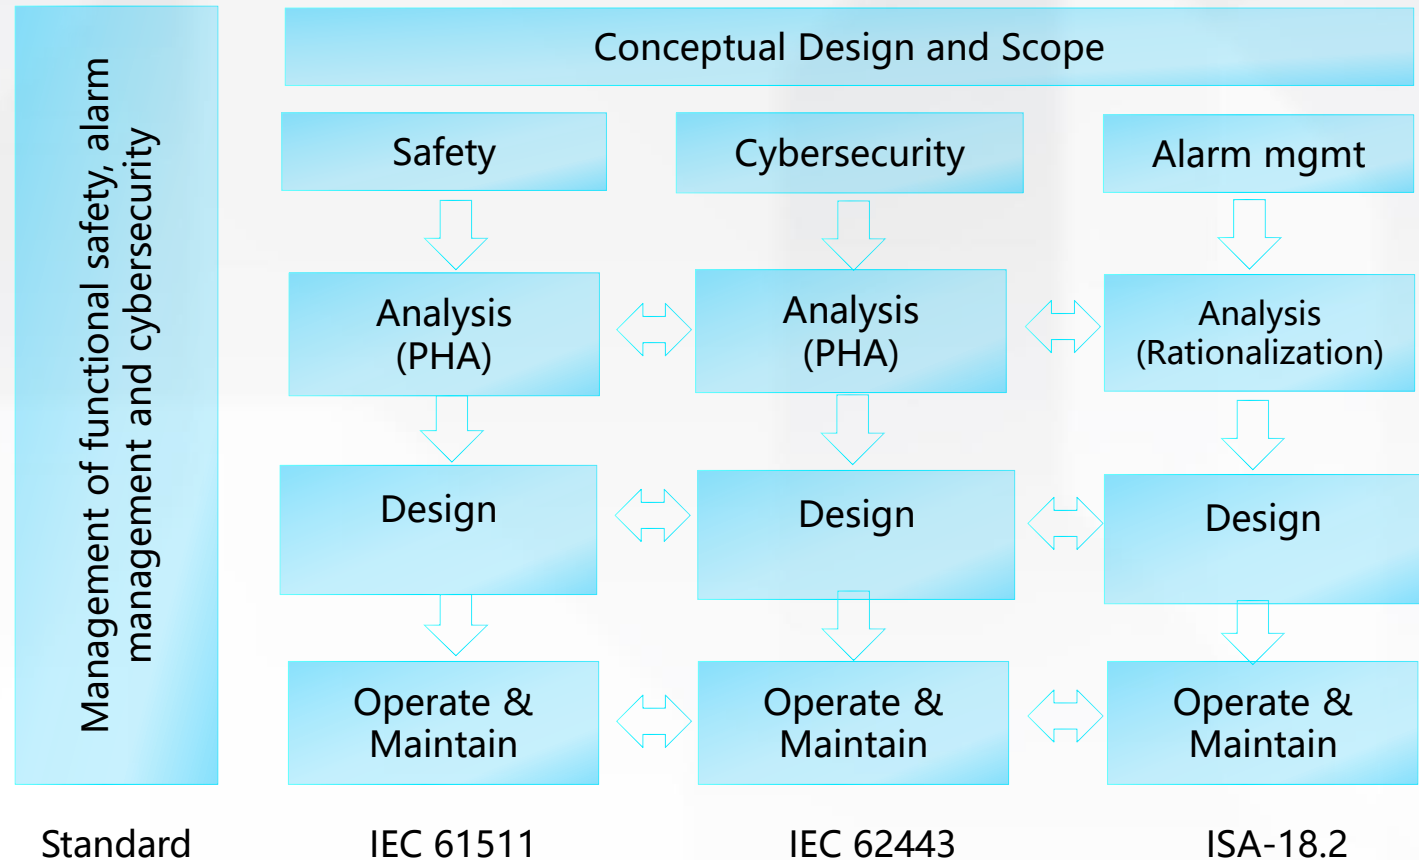 Management of functional safety, alarm
management and cybersecurity
Conceptual Design and Scope
Safety
Cybersecurity
Alarm mgmt
Analysis
(PHA)
Analysis
(PHA)
Analysis
(Rationalization)
Design
Design
Design
Operate &
Maintain
Operate &
Maintain
Operate &
Maintain
Standard
IEC 61511
IEC 62443
ISA-18.2